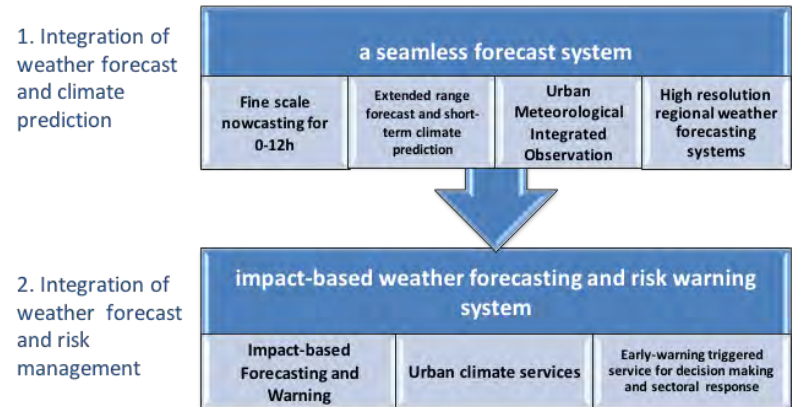 1. Integration of
weather forecast
and climate
prediction
a seamless forecast system
Fine scale
nowcasting for
0-12h
Extended range
forecast and short-
term climate
prediction
Urban
Meteorological
Integrated
Observation
High resolution
regional weather
forecasting
systems
2. Integration of
weather forecast
and risk
management
impact-based weather forecasting and risk warning
system
Impact-based
Forecasting and
Warning
Urban climate services
Early-warning triggered
service for decision making
and sectoral response